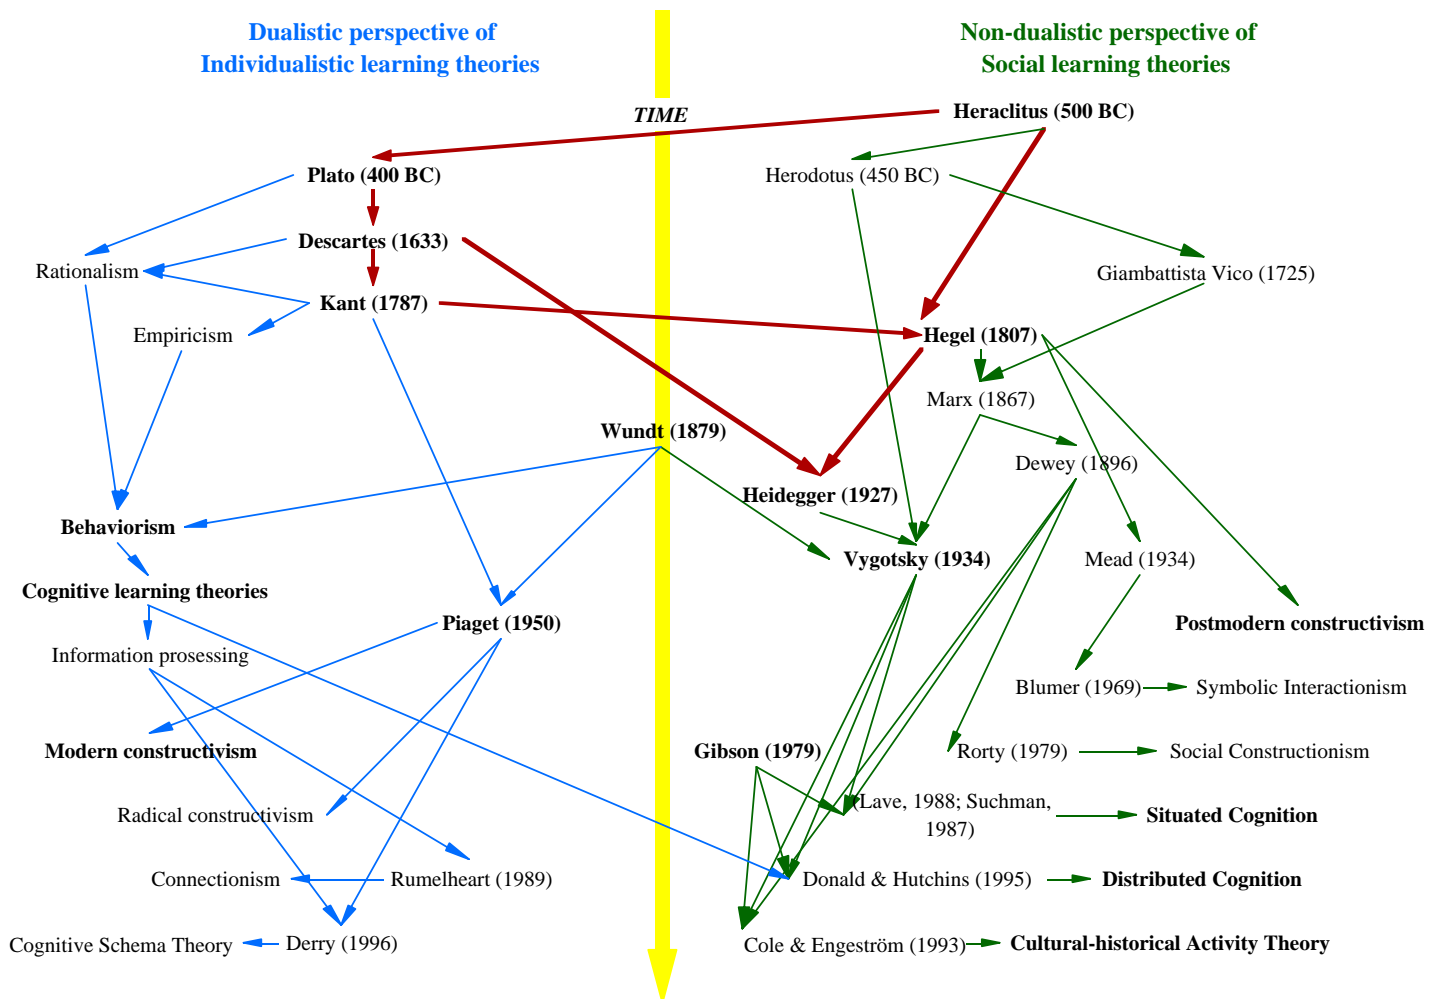 Dualistic perspective of
Individualistic learning theories
Non-dualistic perspective of
Social learning theories
TIME
Heraclitus (500 BC)
Plato (400 BC)
Herodotus (450 BC)
Descartes (1633)
Rationalism
Giambattista Vico (1725)
Kant (1787)
Empiricism
Hegel (1807)
Marx (1867)
Wundt (1879)
Dewey (1896)
Heidegger (1927)
Behaviorism
Vygotsky (1934)
Mead (1934)
Cognitive learning theories
Piaget (1950)
Postmodern constructivism
Information prosessing
Blumer (1969)
Symbolic Interactionism
Modern constructivism
Gibson (1979)
Rorty (1979)
Social Constructionism
Radical constructivism
(Lave, 1988; Suchman,
1987)
Situated Cognition
Connectionism
Rumelheart (1989)
Donald & Hutchins (1995)
Distributed Cognition
Cognitive Schema Theory
Derry (1996)
Cole & Engeström (1993)
Cultural-historical Activity Theory